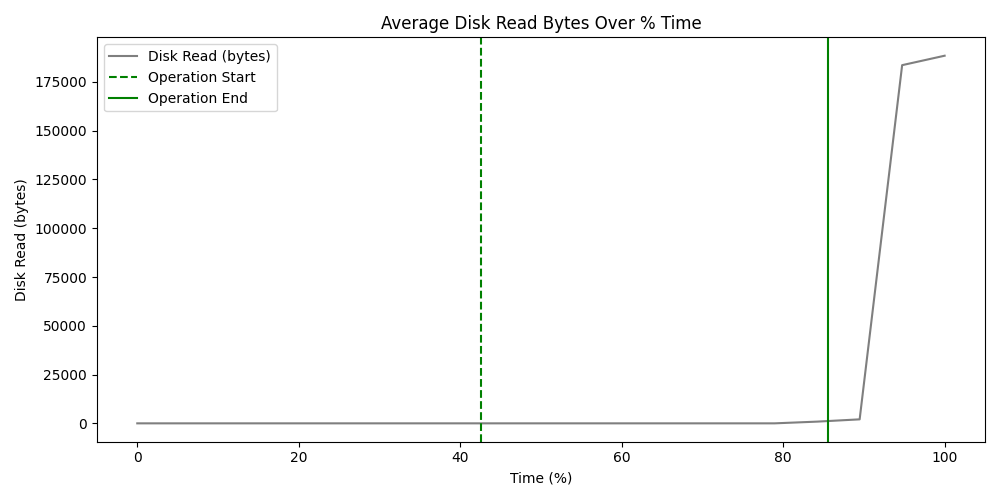 Average Disk Read Bytes Over % Time
Disk Read (bytes)
Operation Start
Operation End
175000
150000
125000
100000
75000
50000
25000
0
Disk Read (bytes)
0 20 40 60 80 100
Time (%)